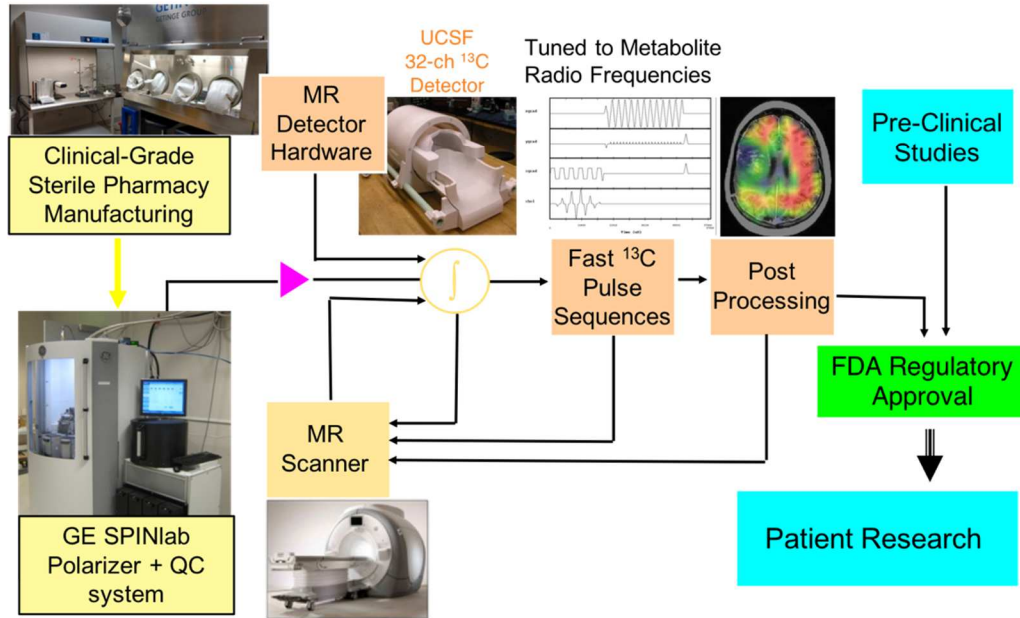 GETINGE GROUP
UCSF
32-ch ¹³C
Detector
Tuned to Metabolite
Radio Frequencies
MR
Detector
Hardware
Pre-Clinical
Studies
Clinical-Grade
Sterile Pharmacy
Manufacturing
∫
Fast ¹³C
Pulse
Sequences
Post
Processing
FDA Regulatory
Approval
MR
Scanner
Patient Research
GE SPINlab
Polarizer + QC
system